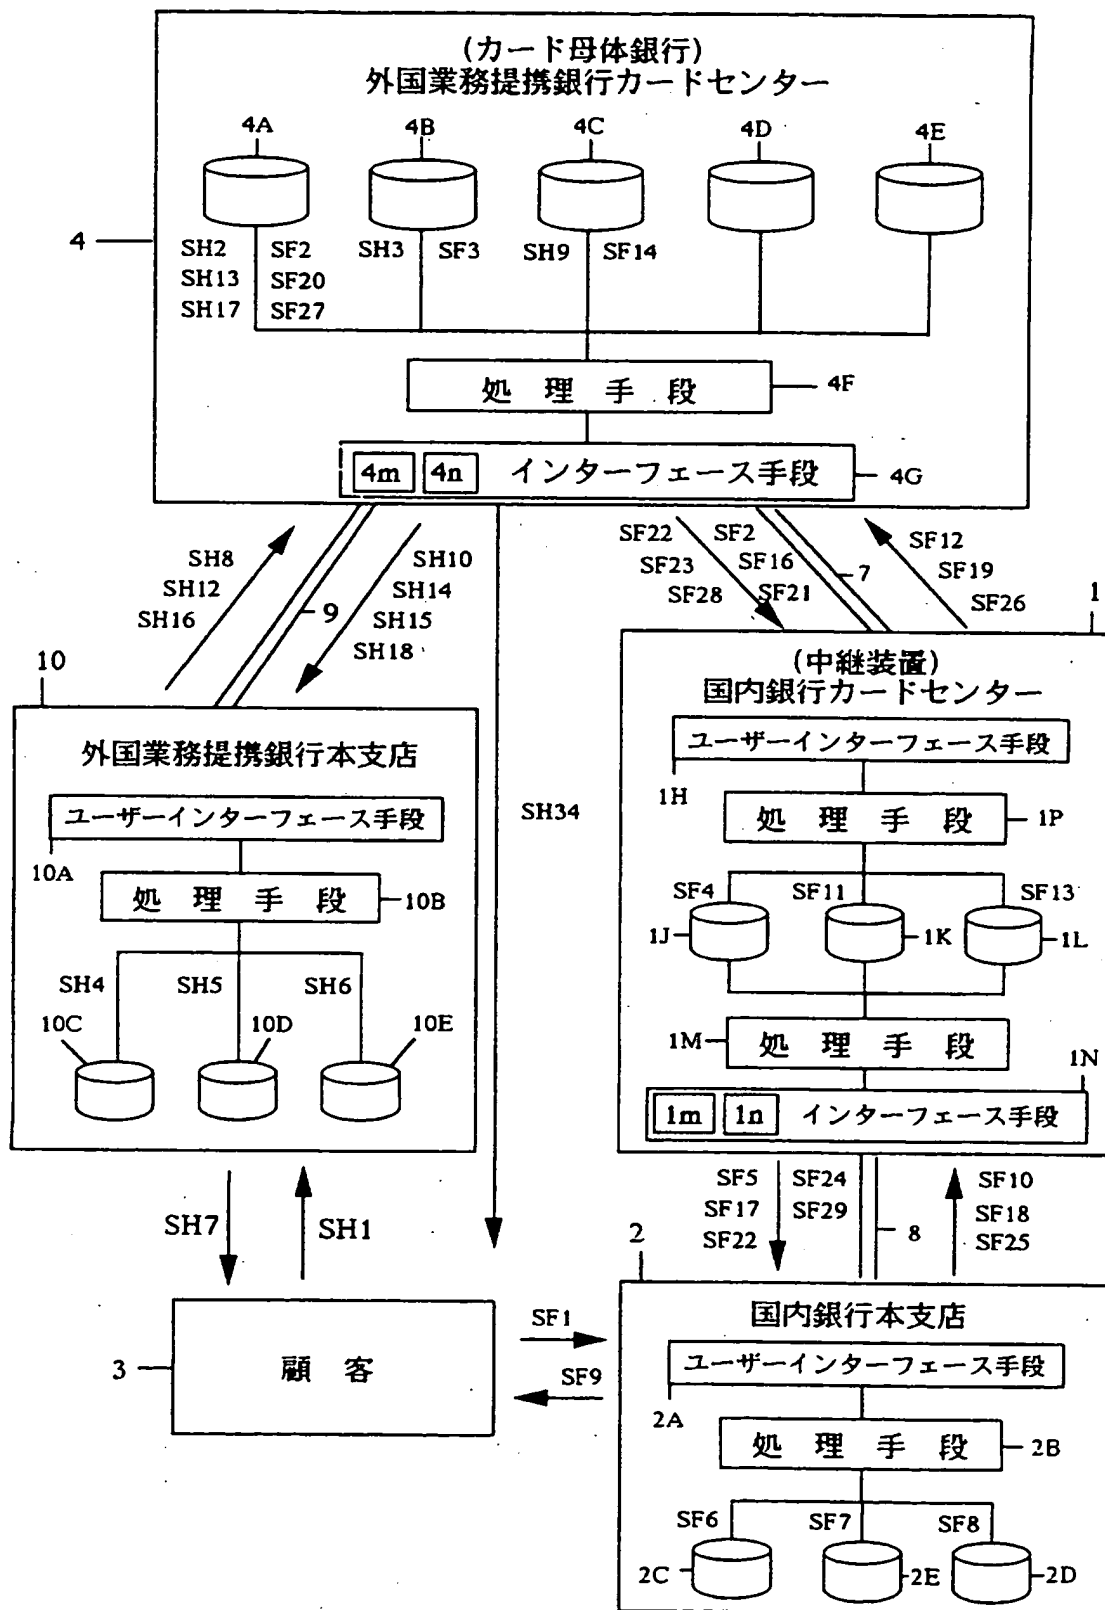 (カード母体銀行)
外国業務提携銀行カードセンター
4A 4B 4C 4D 4E
4
SH2 SF2 SH3 SF3 SH9 SF14
SH13 SF20
SH17 SF27
処理手段 4F
4m 4n インターフェース手段 4G
SH8
SH12
SH16
9
SH10
SH14
SH15
SH18
SF22 SF2
SF23 SF16
SF28 SF21
7
SF12
SF19
SF26
10
外国業務提携銀行本支店
ユーザーインターフェース手段
10A
処理手段 10B
SH4 SH5 SH6
10C 10D 10E
SH34
1
(中継装置)
国内銀行カードセンター
ユーザーインターフェース手段
1H
処理手段 1P
SF4 SF11 SF13
1J 1K 1L
1M 処理手段
1N
1m 1n インターフェース手段
SH7 SH1
SF5 SF24
SF17 SF29
SF22
8
SF10
SF18
SF25
3 顧客
SF1
SF9
2
国内銀行本支店
ユーザーインターフェース手段
2A
処理手段 2B
SF6 SF7 SF8
2C 2E 2D